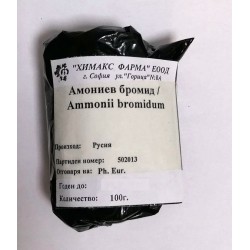 "ХИМАКС ФАРМА" ЕООД
г. София ул."Горица"№8А
Амониев бромид /
Ammonii bromidum
Произход: Русия
Партиден номер: 502013
Отговаря на: Ph. Eur.
Годен до:
Количество: 100г.